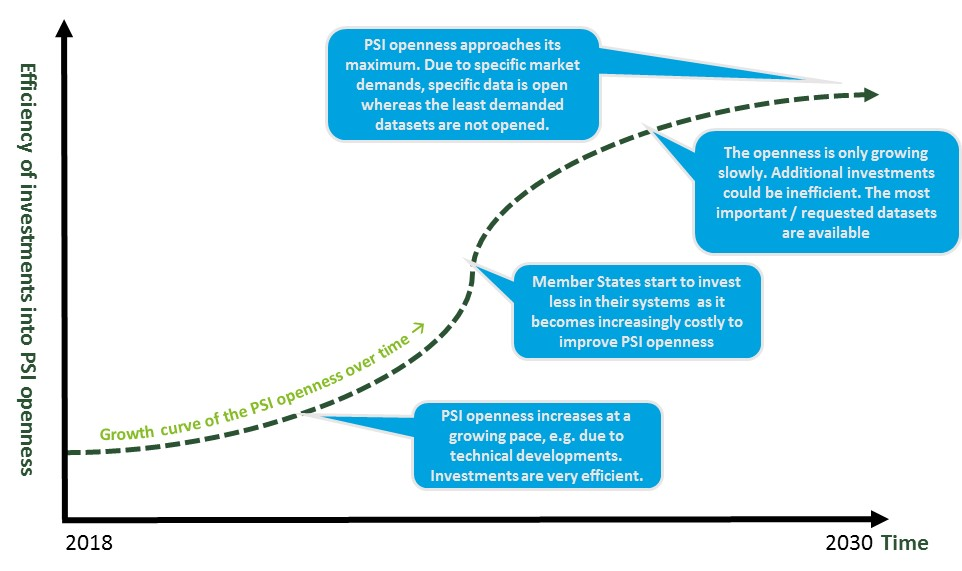 Efficiency of investments into PSI openness
PSI openness approaches its
maximum. Due to specific market
demands, specific data is open
whereas the least demanded
datasets are not opened.
The openness is only growing
slowly. Additional investments
could be inefficient. The most
important / requested datasets
are available
Member States start to invest
less in their systems as it
becomes increasingly costly to
improve PSI openness
Growth curve of the PSI openness over time →
PSI openness increases at a
growing pace, e.g. due to
technical developments.
Investments are very efficient.
2018
2030 Time